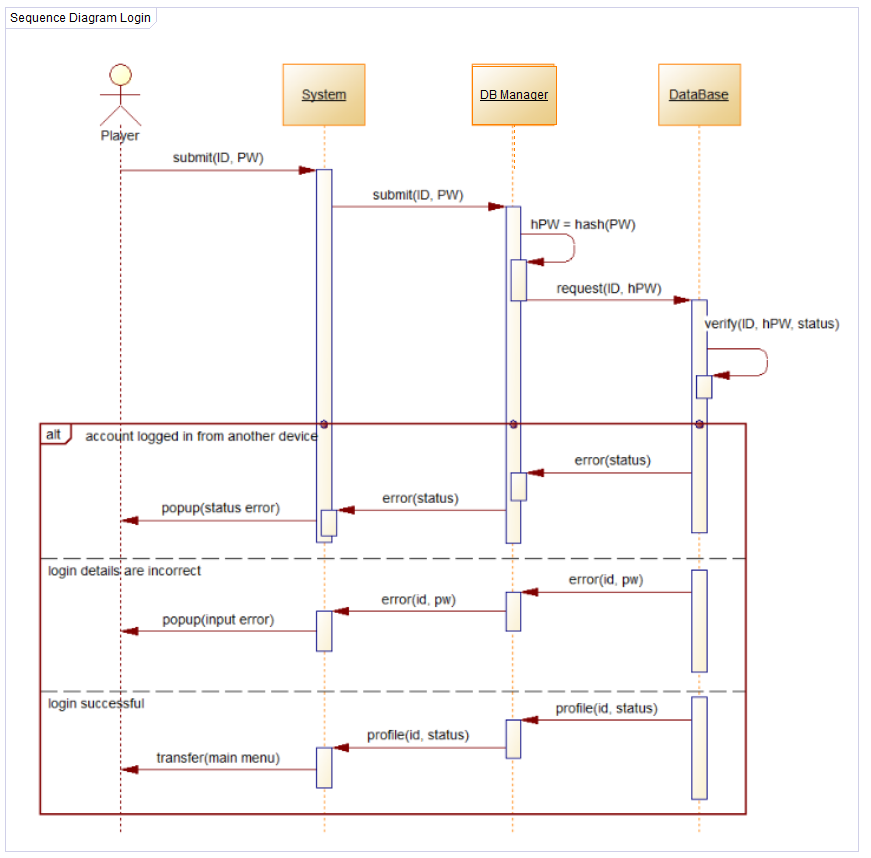 Sequence Diagram Login
Player
System
DB Manager
DataBase
submit(ID, PW)
submit(ID, PW)
hPW = hash(PW)
request(ID, hPW)
verify(ID, hPW, status)
alt
account logged in from another device
error(status)
error(status)
popup(status error)
login details are incorrect
error(id, pw)
error(id, pw)
popup(input error)
login successful
profile(id, status)
profile(id, status)
transfer(main menu)